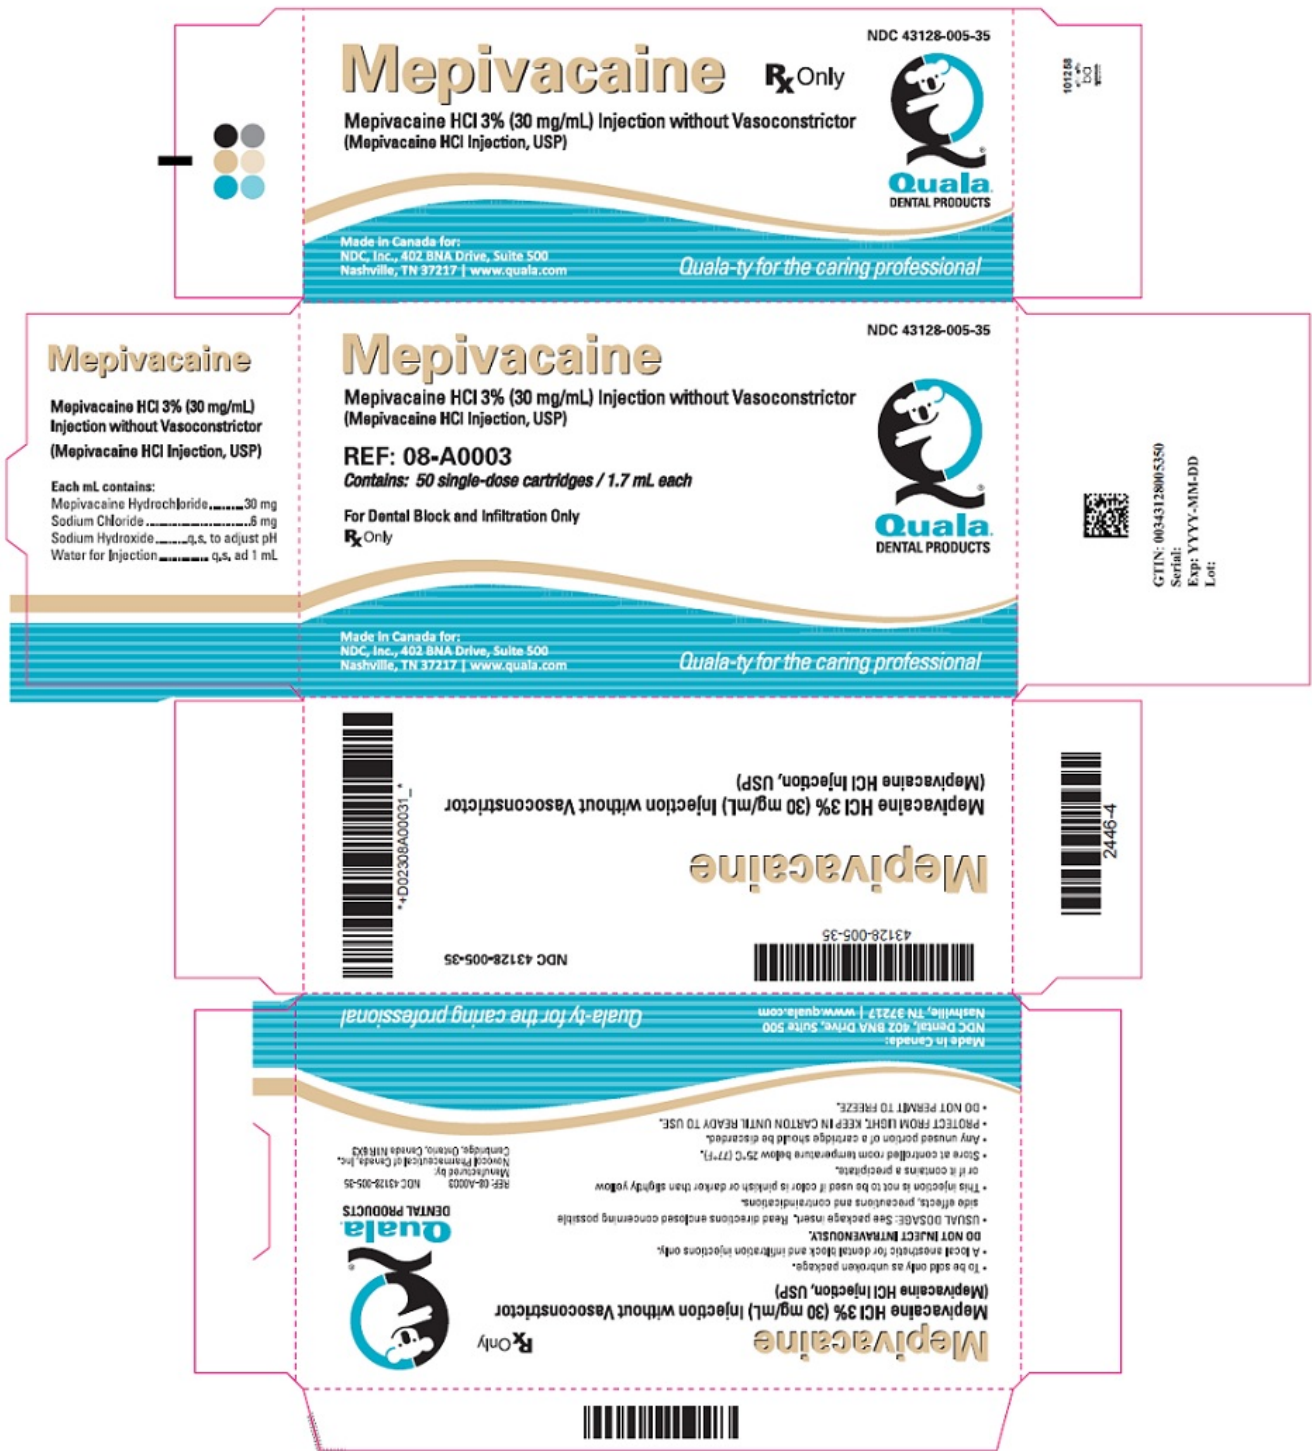 NDC 43128-005-35
Mepivacaine
Rx Only
Mepivacaine HCl 3% (30 mg/mL) Injection without Vasoconstrictor
(Mepivacaine HCl Injection, USP)
Quala®
DENTAL PRODUCTS
Made in Canada for:
NDC, Inc., 402 BNA Drive, Suite 500
Nashville, TN 37217 | www.quala.com
Quala-ty for the caring professional
101258
Mepivacaine
Mepivacaine HCl 3% (30 mg/mL)
Injection without Vasoconstrictor
(Mepivacaine HCl Injection, USP)
Each mL contains:
Mepivacaine Hydrochloride..........30 mg
Sodium Chloride..............................6 mg
Sodium Hydroxide.........q.s. to adjust pH
Water for Injection.............. q.s. ad 1 mL
NDC 43128-005-35
Mepivacaine
Mepivacaine HCl 3% (30 mg/mL) Injection without Vasoconstrictor
(Mepivacaine HCl Injection, USP)
REF: 08-A0003
Contains: 50 single-dose cartridges / 1.7 mL each
For Dental Block and Infiltration Only
Rx Only
Quala®
DENTAL PRODUCTS
Made in Canada for:
NDC, Inc., 402 BNA Drive, Suite 500
Nashville, TN 37217 | www.quala.com
Quala-ty for the caring professional
GTIN: 00343128005350
Serial:
Exp: YYYY-MM-DD
Lot:
*+D02308A00031_*
43128-005-35
NDC 43128-005-35
Mepivacaine
Mepivacaine HCl 3% (30 mg/mL) Injection without Vasoconstrictor
(Mepivacaine HCl Injection, USP)
2446-4
Mepivacaine
Rx Only
Mepivacaine HCl 3% (30 mg/mL) Injection without Vasoconstrictor
(Mepivacaine HCl Injection, USP)
• To be sold only as unbroken package.
• A local anesthetic for dental block and infiltration injections only.
DO NOT INJECT INTRAVENOUSLY.
• USUAL DOSAGE: See package insert. Read directions enclosed concerning possible
side effects, precautions and contraindications.
• This injection is not to be used if color is pinkish or darker than slightly yellow
or if it contains a precipitate.
• Store at controlled room temperature below 25°C (77°F).
• Any unused portion of a cartridge should be discarded.
• PROTECT FROM LIGHT, KEEP IN CARTON UNTIL READY TO USE.
• DO NOT PERMIT TO FREEZE.
Quala®
DENTAL PRODUCTS
REF: 08-A0003 NDC 43128-005-35
Manufactured by:
Novocol Pharmaceutical of Canada, Inc.
Cambridge, Ontario, Canada N1R 6X3
Made in Canada:
NDC Dental, 402 BNA Drive, Suite 500
Nashville, TN 37217 | www.quala.com
Quala-ty for the caring professional